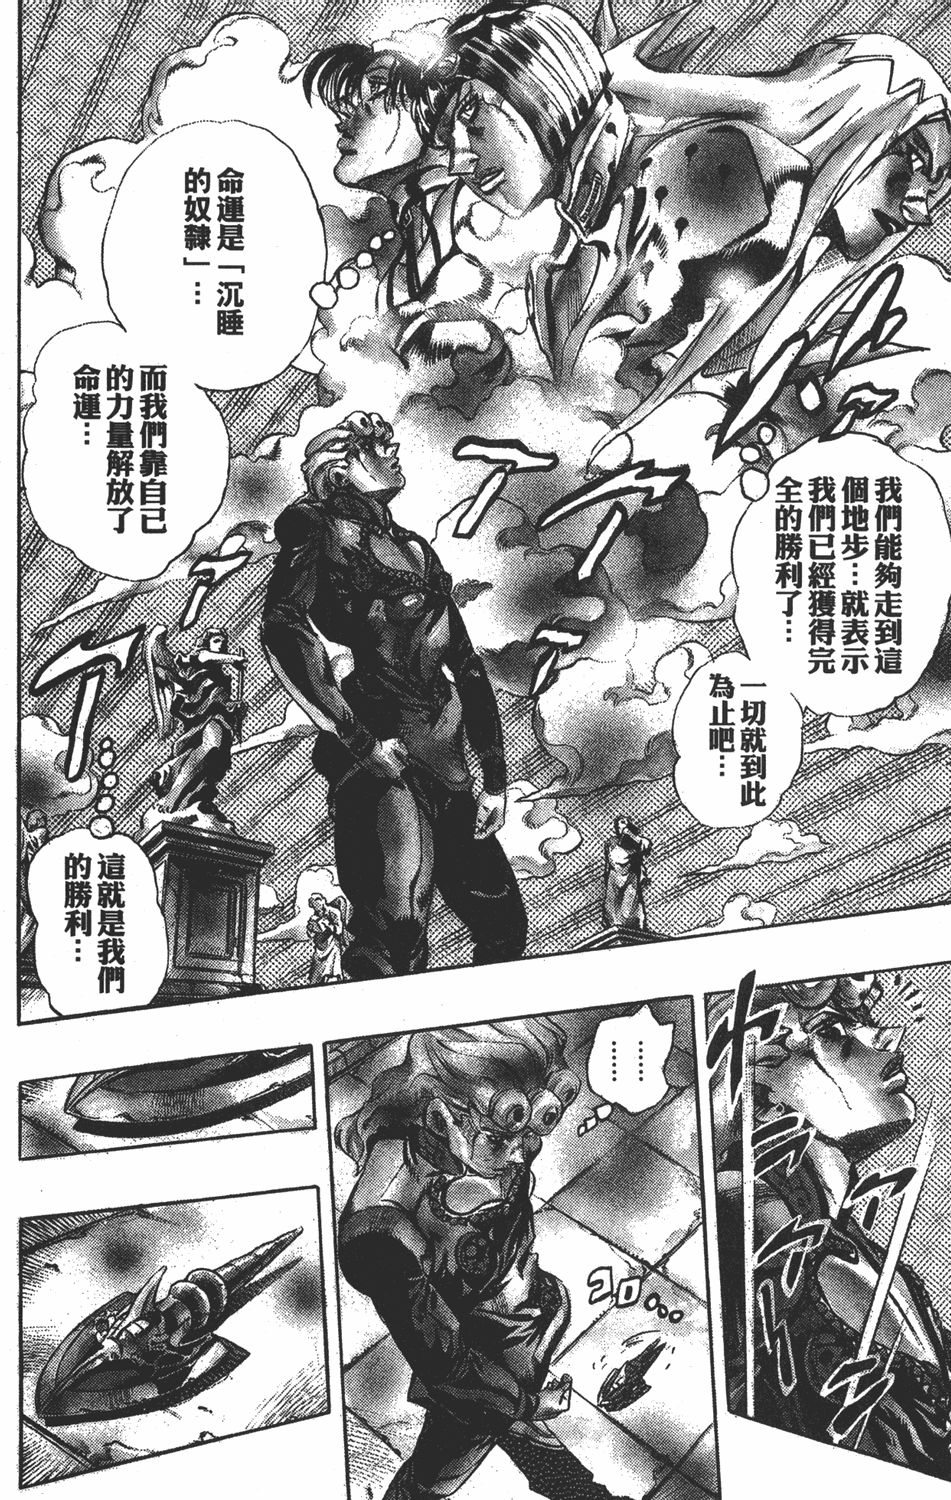 我們能夠走到這
個地步…就表示
我們已經獲得完
全的勝利了…
一切就到此
為止吧…
命運是「沉睡
的奴隸」…
而我們靠自己
的力量解放了
命運…
這就是我們
的勝利…
……
……